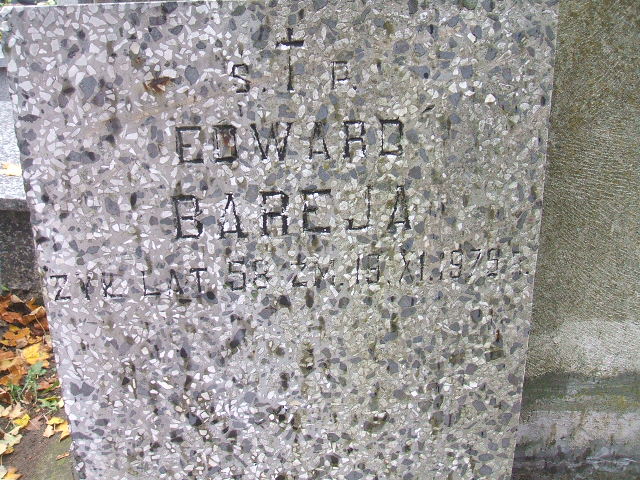 Ś. P.
EDWARD
BAREJA
ŻYŁ LAT 58 ZM. 19.XI.1979 r.